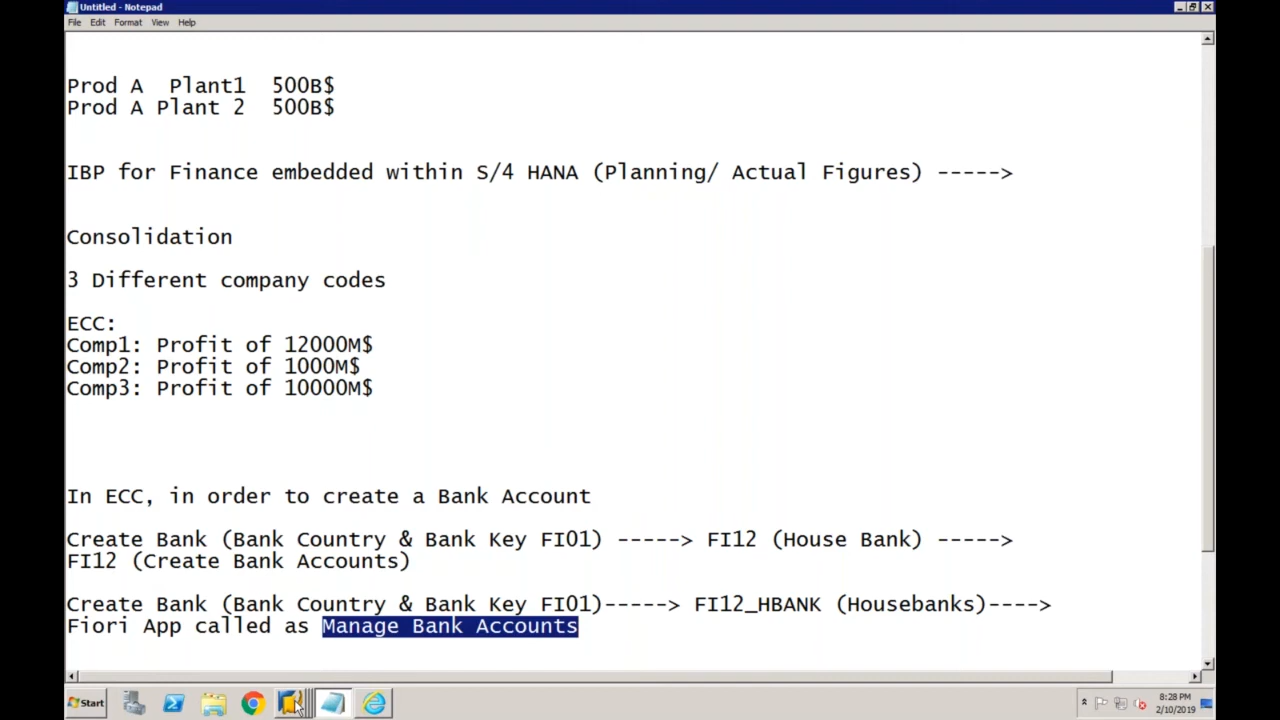 Untitled - Notepad
File Edit Format View Help
Prod A  Plant1  500B$
Prod A Plant 2  500B$
IBP for Finance embedded within S/4 HANA (Planning/ Actual Figures) ----->
Consolidation
3 Different company codes
ECC:
Comp1: Profit of 12000M$
Comp2: Profit of 1000M$
Comp3: Profit of 10000M$
In ECC, in order to create a Bank Account
Create Bank (Bank Country & Bank Key FI01) -----> FI12 (House Bank) ----->
FI12 (Create Bank Accounts)
Create Bank (Bank Country & Bank Key FI01)-----> FI12_HBANK (Housebanks)---->
Fiori App called as Manage Bank Accounts
Start
8:28 PM
2/10/2019